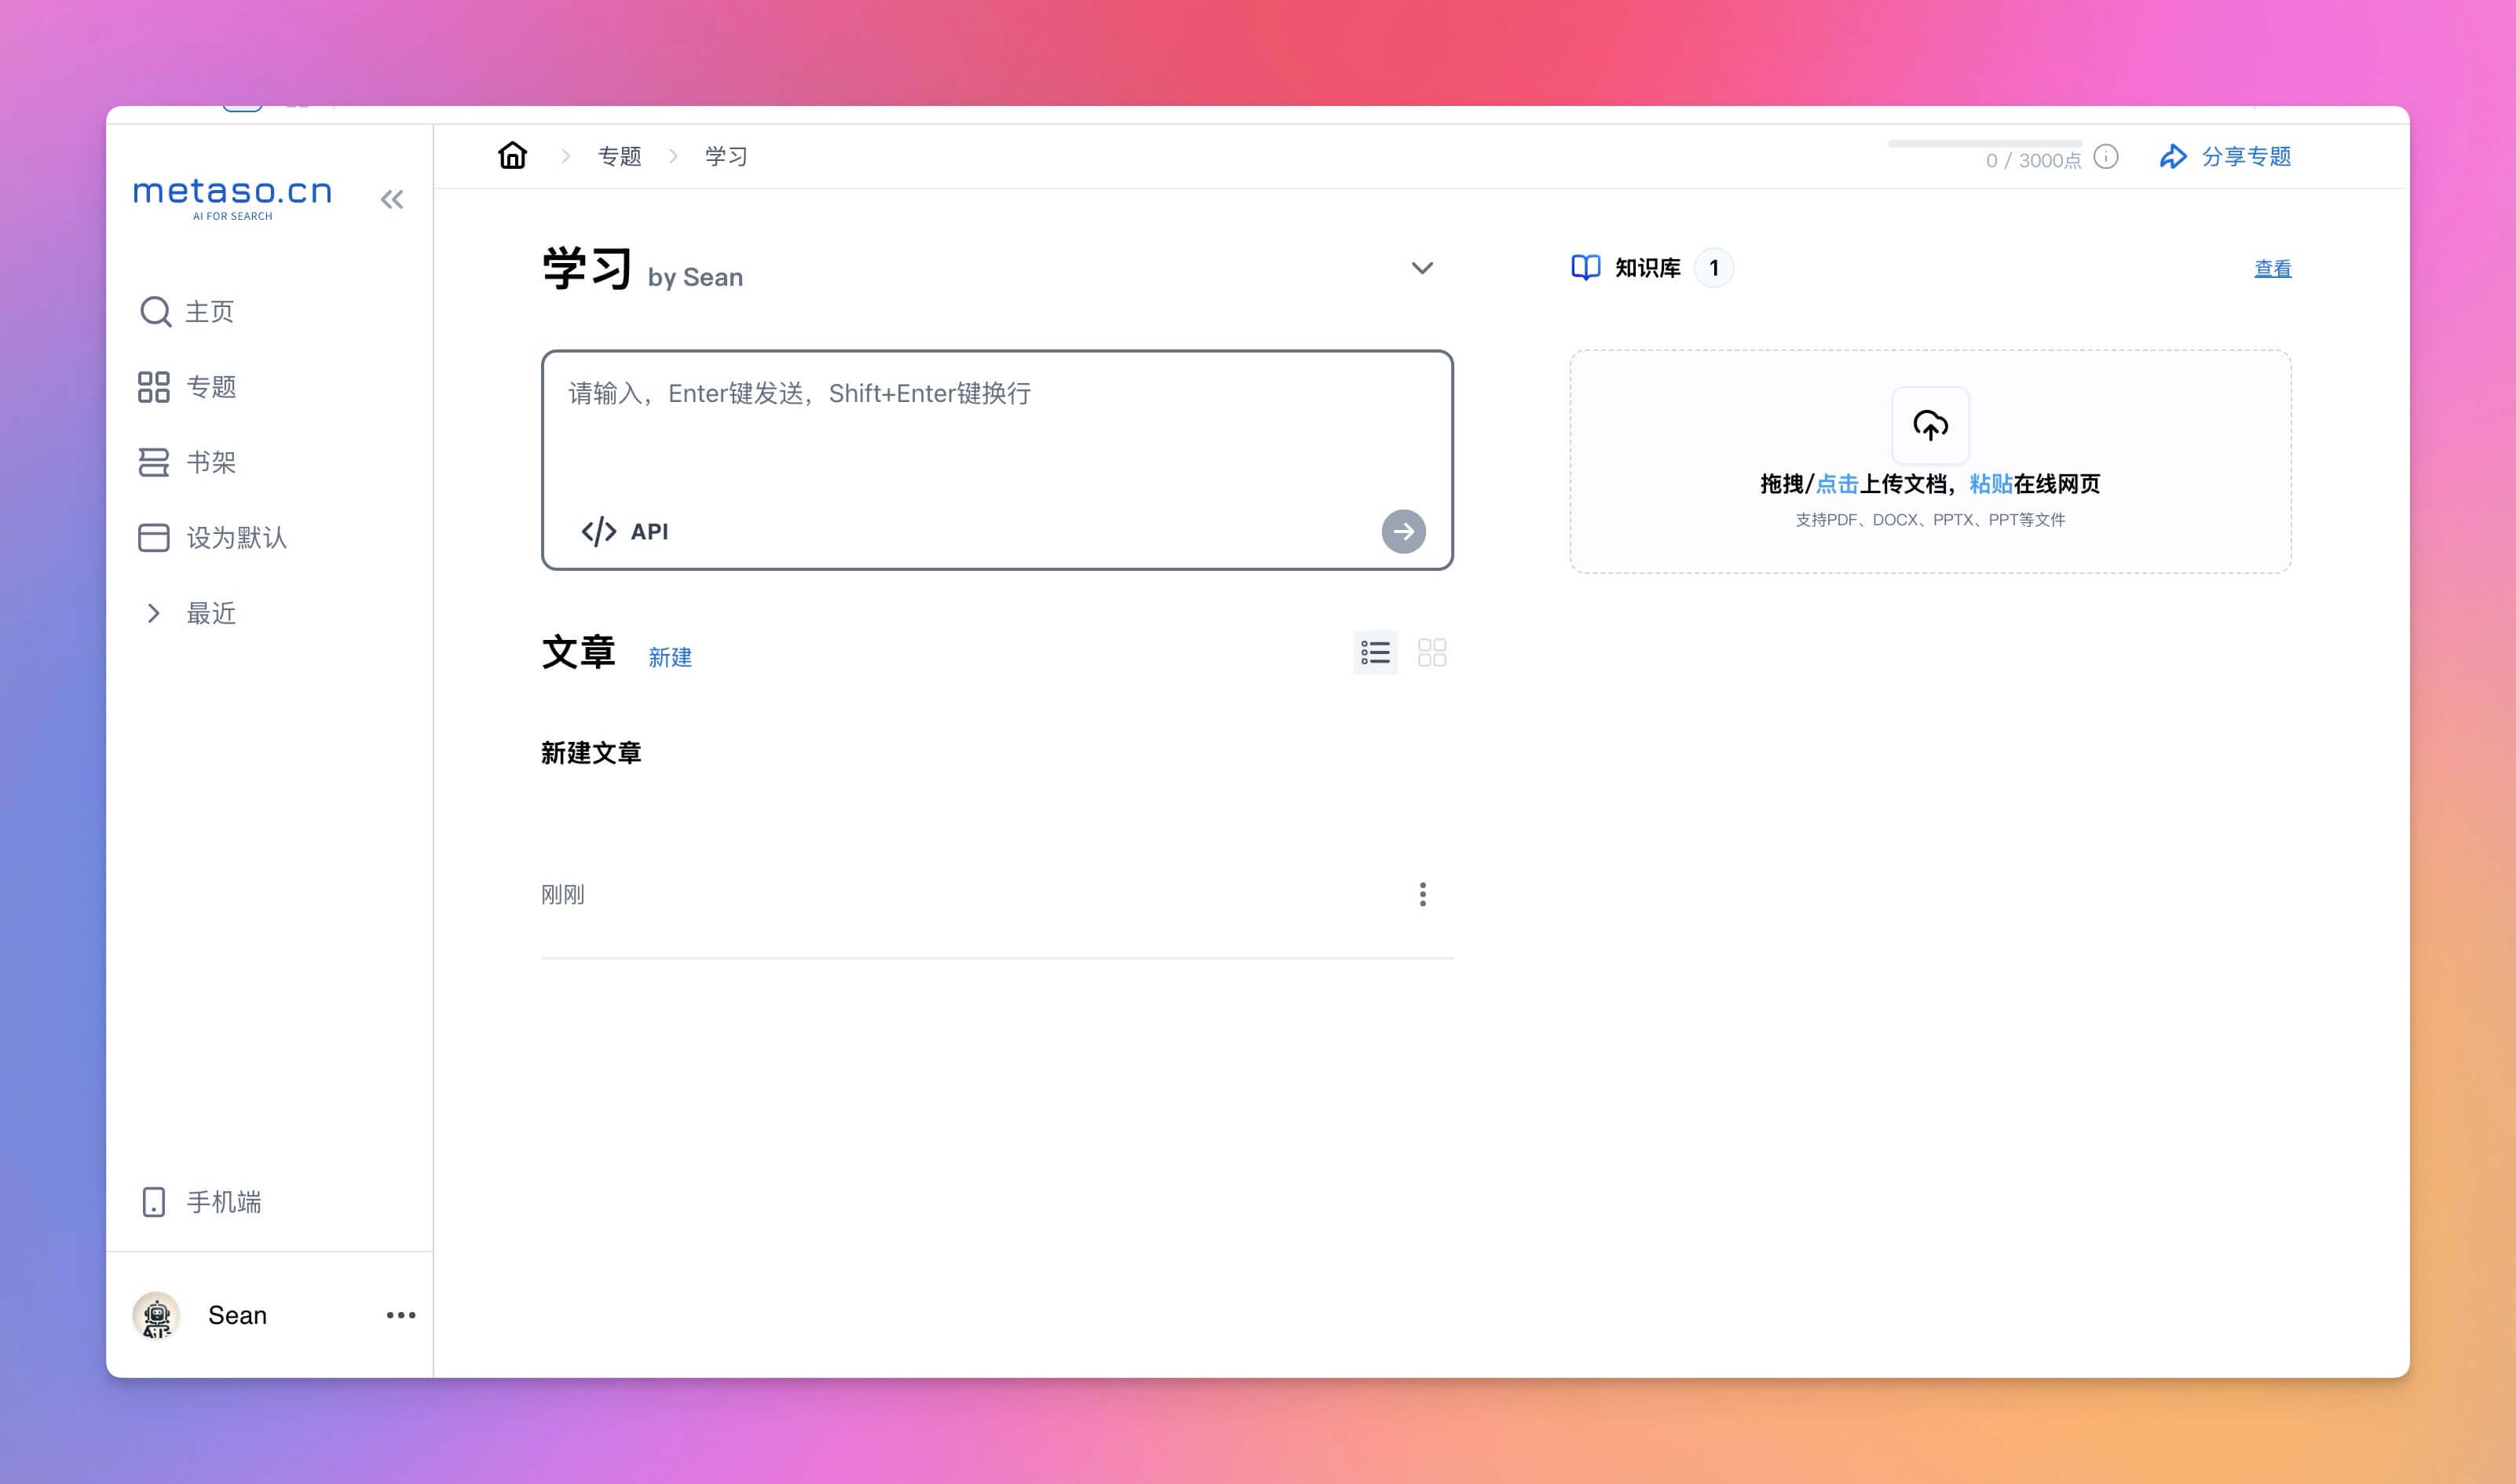 metaso.cn
AI FOR SEARCH
主页
专题
书架
设为默认
最近
手机端
Sean
专题
学习
0 / 3000点
分享专题
学习 by Sean
请输入，Enter键发送，Shift+Enter键换行
API
文章 新建
新建文章
刚刚
知识库 1
查看
拖拽/点击上传文档，粘贴在线网页
支持PDF、DOCX、PPTX、PPT等文件